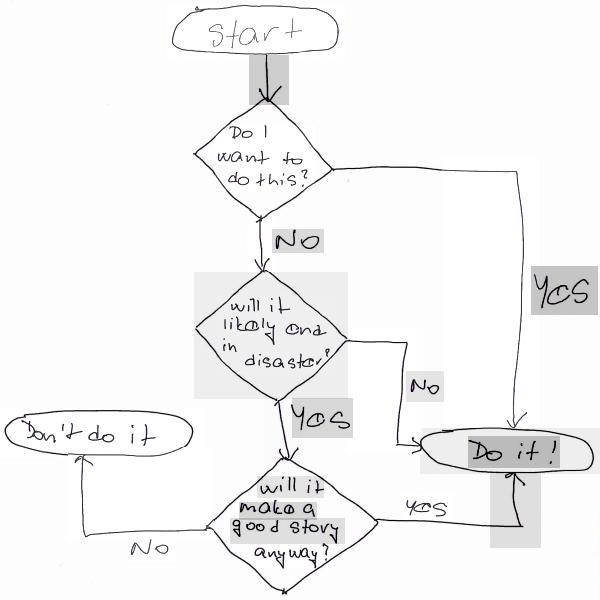 start
Do I
want to
do this?
NO
YES
will it
likely end
in disaster?
NO
YES
Don't do it
Do it!
will it
make a
good story
anyway?
YES
NO